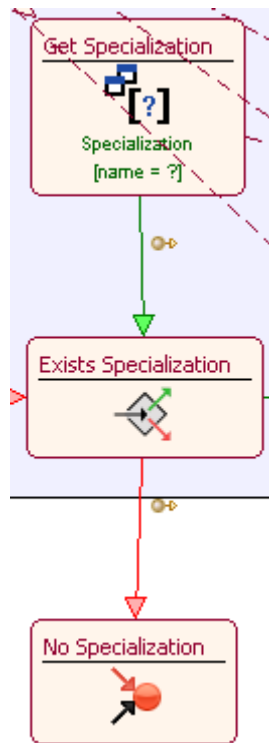 Get Specialization
[?]
Specialization
[name = ?]
Exists Specialization
No Specialization